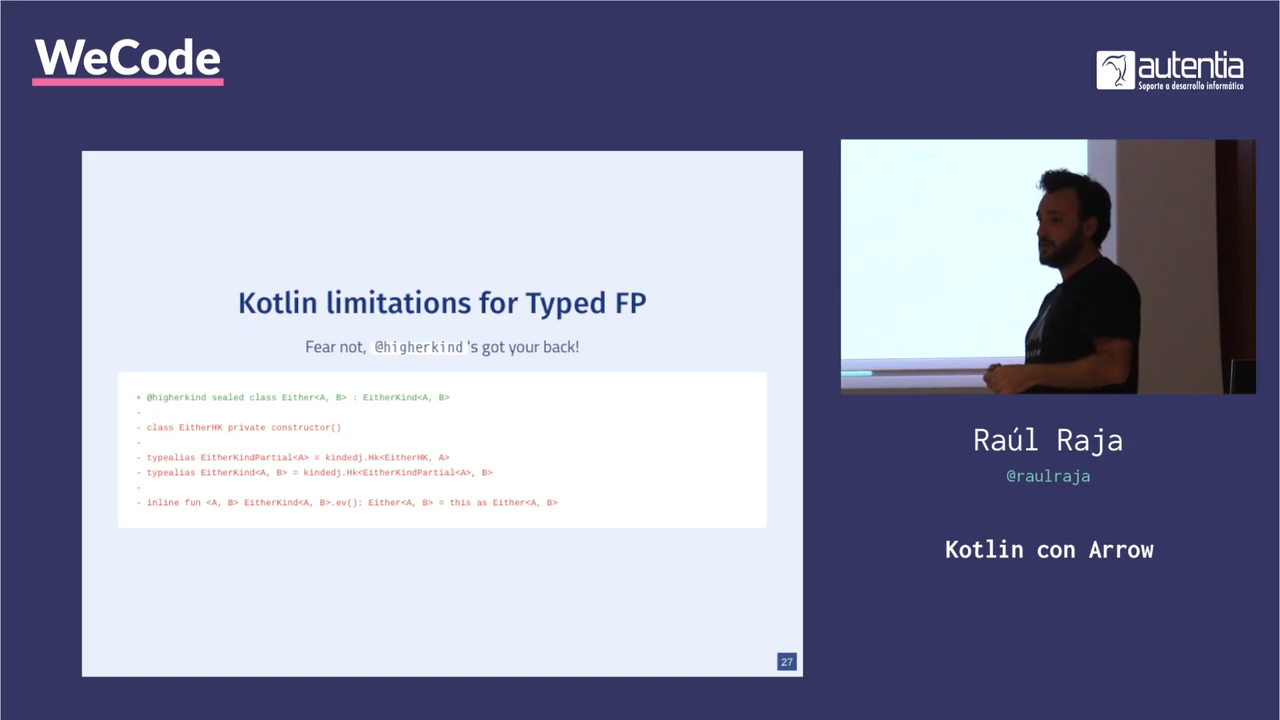 WeCode
autentia
Soporte a desarrollo informático
Kotlin limitations for Typed FP
Fear not, @higherkind's got your back!
+ @higherkind sealed class Either<A, B> : EitherKind<A, B>
-
- class EitherHK private constructor()
-
- typealias EitherKindPartial<A> = kindedj.Hk<EitherHK, A>
- typealias EitherKind<A, B> = kindedj.Hk<EitherKindPartial<A>, B>
-
- inline fun <A, B> EitherKind<A, B>.ev(): Either<A, B> = this as Either<A, B>
27
Raúl Raja
@raulraja
Kotlin con Arrow